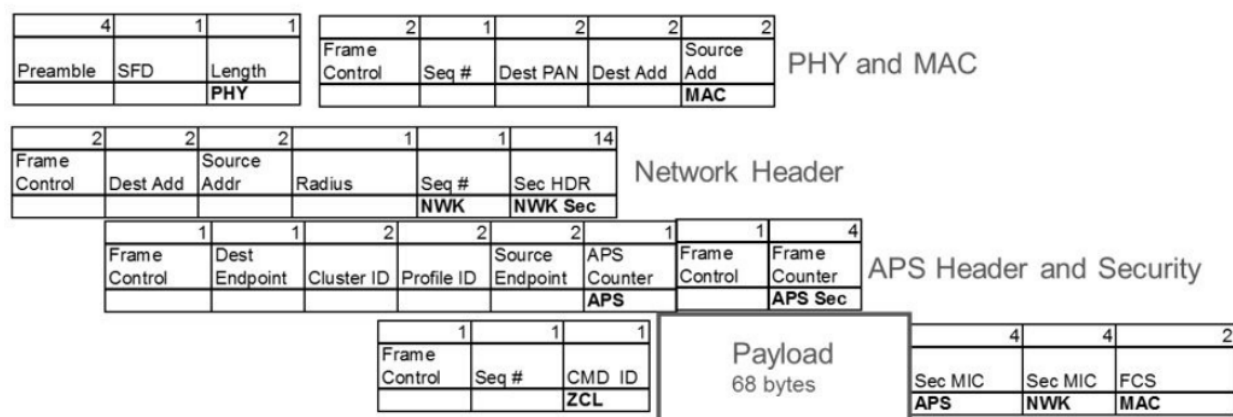 4 1 1
Preamble SFD Length
PHY
2 1 2 2 2
Frame Control Seq # Dest PAN Dest Add Source Add
MAC
PHY and MAC
2 2 2 1 1 14
Frame Control Dest Add Source Addr Radius Seq # Sec HDR
NWK NWK Sec
Network Header
1 1 2 2 2 1 1 4
Frame Control Dest Endpoint Cluster ID Profile ID Source Endpoint APS Counter Frame Control Frame Counter
APS APS Sec
APS Header and Security
1 1 1
Frame Control Seq # CMD ID
ZCL
Payload
68 bytes
4 4 2
Sec MIC Sec MIC FCS
APS NWK MAC